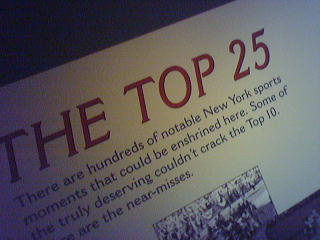 THE TOP 25
There are hundreds of notable New York sports
moments that could be enshrined here. Some of
the truly deserving couldn't crack the Top 10.
are the near-misses.